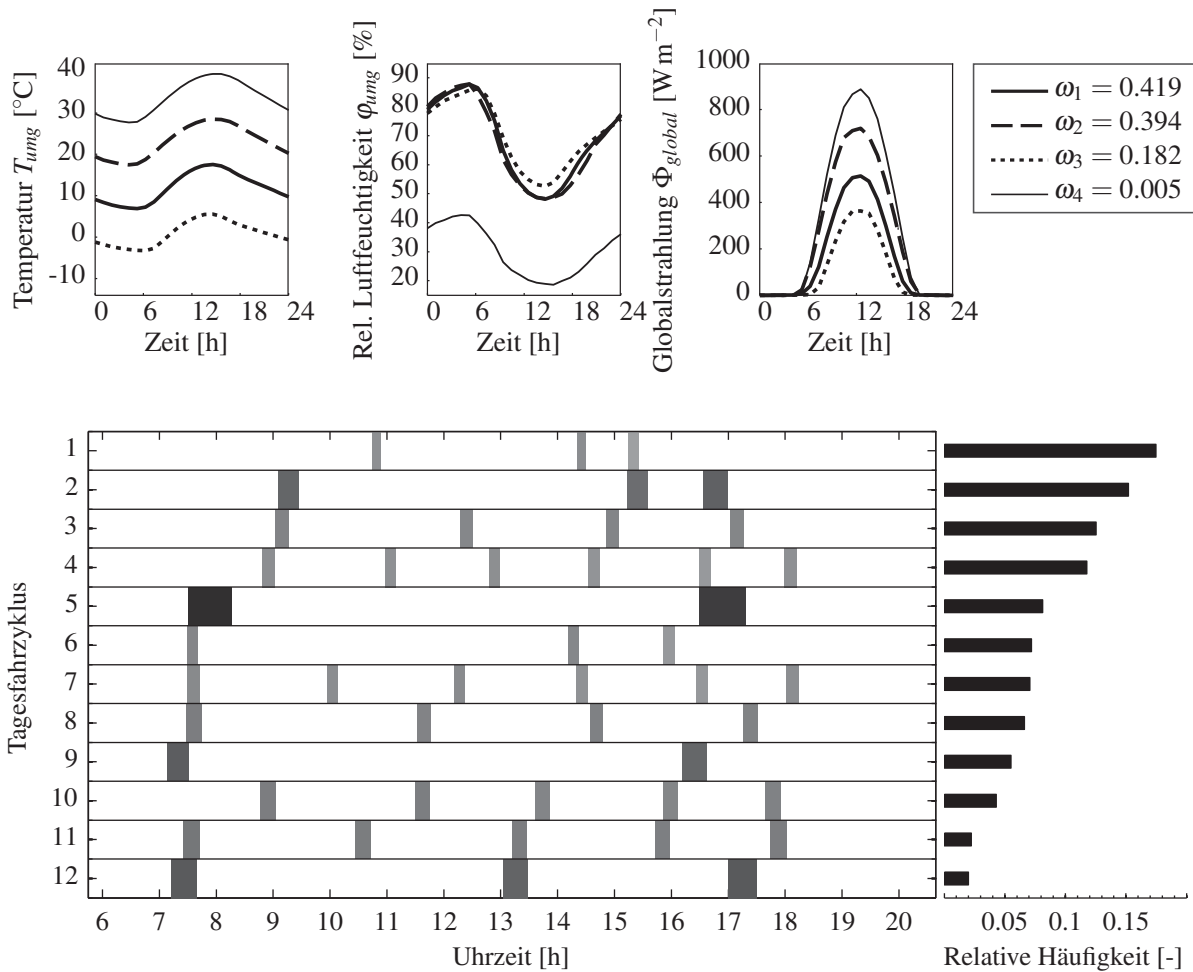 Temperatur T_umg [°C]
40
30
20
10
0
-10
0 6 12 18 24
Zeit [h]
Rel. Luftfeuchtigkeit φ_umg [%]
90
80
70
60
50
40
30
20
0 6 12 18 24
Zeit [h]
Globalstrahlung Φ_global [W m⁻²]
1000
800
600
400
200
0
0 6 12 18 24
Zeit [h]
ω1 = 0.419
ω2 = 0.394
ω3 = 0.182
ω4 = 0.005
Tagesfahrzyklus
1
2
3
4
5
6
7
8
9
10
11
12
6 7 8 9 10 11 12 13 14 15 16 17 18 19 20
Uhrzeit [h]
0.05 0.1 0.15
Relative Häufigkeit [-]